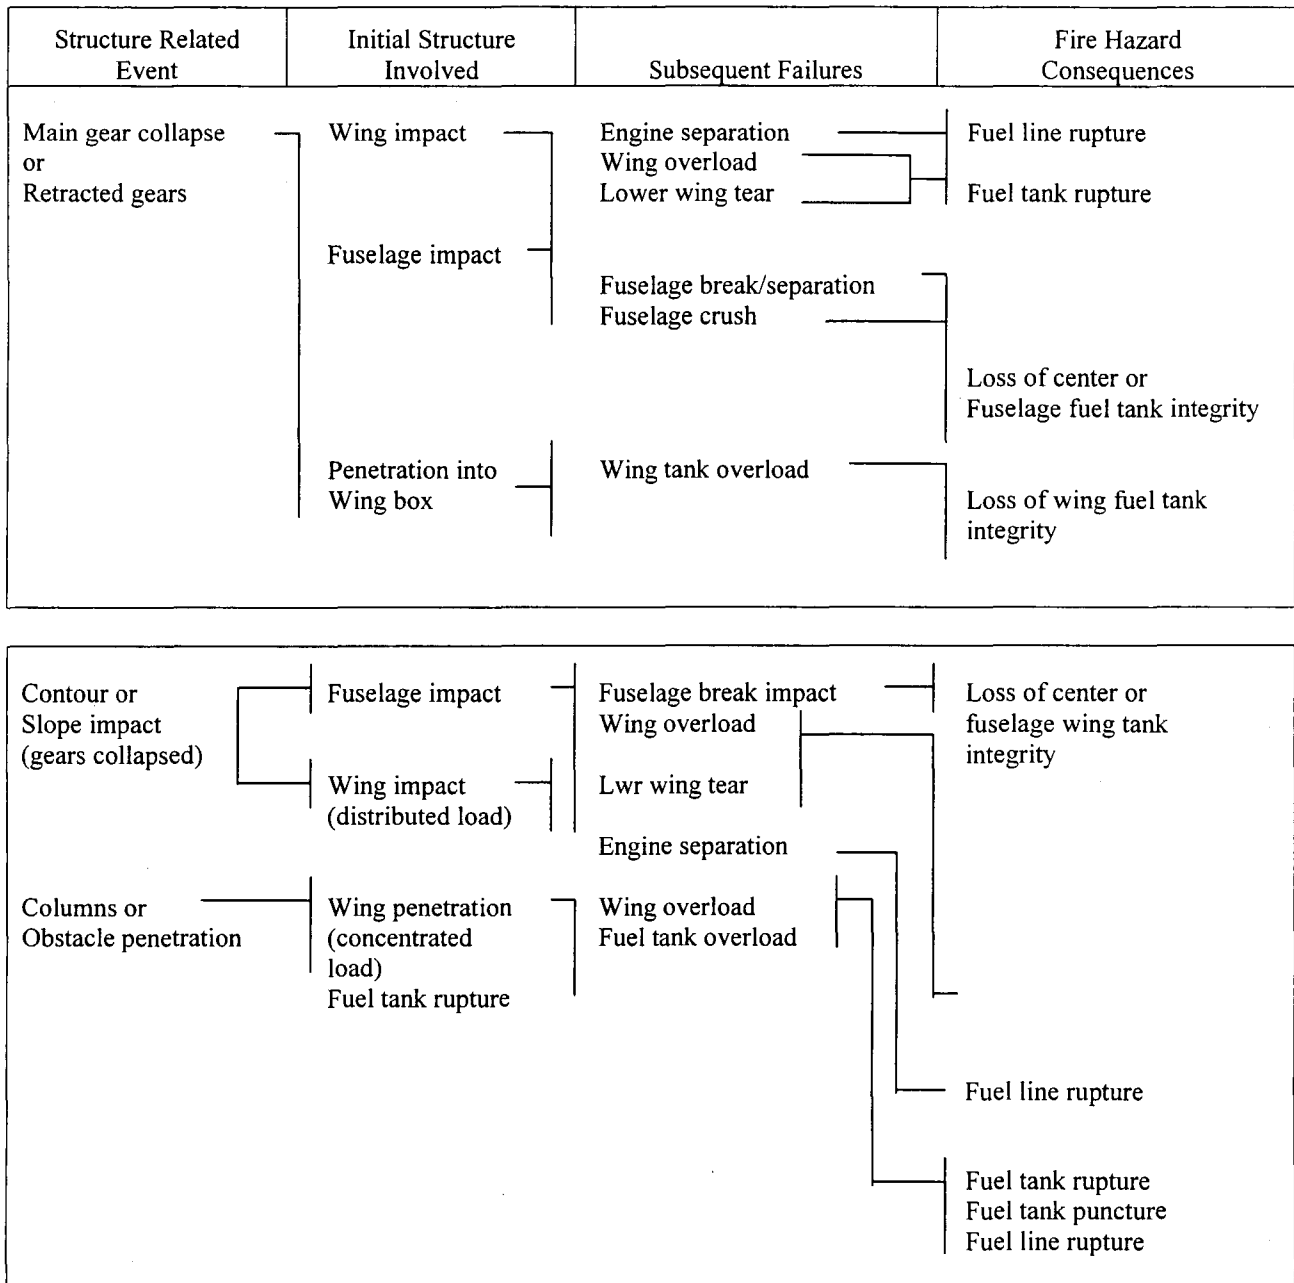 Structure Related
Event
Initial Structure
Involved
Subsequent Failures
Fire Hazard
Consequences
Main gear collapse
or
Retracted gears
Wing impact
Fuselage impact
Penetration into
Wing box
Engine separation
Wing overload
Lower wing tear
Fuselage break/separation
Fuselage crush
Wing tank overload
Fuel line rupture
Fuel tank rupture
Loss of center or
Fuselage fuel tank integrity
Loss of wing fuel tank
integrity
Contour or
Slope impact
(gears collapsed)
Columns or
Obstacle penetration
Fuselage impact
Wing impact
(distributed load)
Wing penetration
(concentrated
load)
Fuel tank rupture
Fuselage break impact
Wing overload
Lwr wing tear
Engine separation
Wing overload
Fuel tank overload
Loss of center or
fuselage wing tank
integrity
Fuel line rupture
Fuel tank rupture
Fuel tank puncture
Fuel line rupture